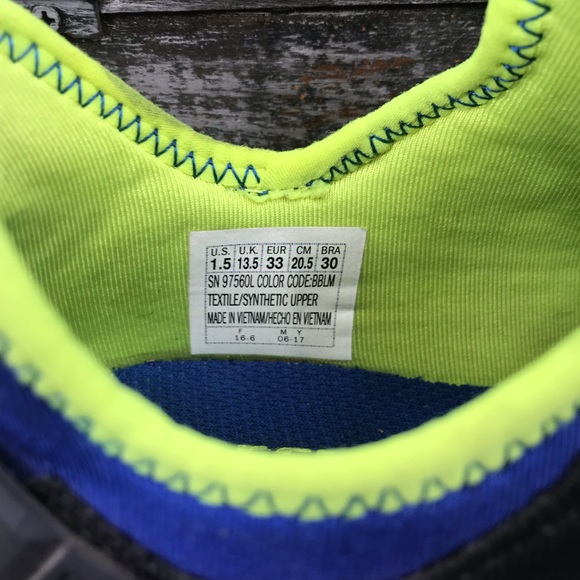 U.S. U.K. EUR CM BRA
1.5 13.5 33 20.5 30
SN 97560L COLOR CODE:BBLM
TEXTILE/SYNTHETIC UPPER
MADE IN VIETNAM/HECHO EN VIETNAM
F M Y
16-6 06-17